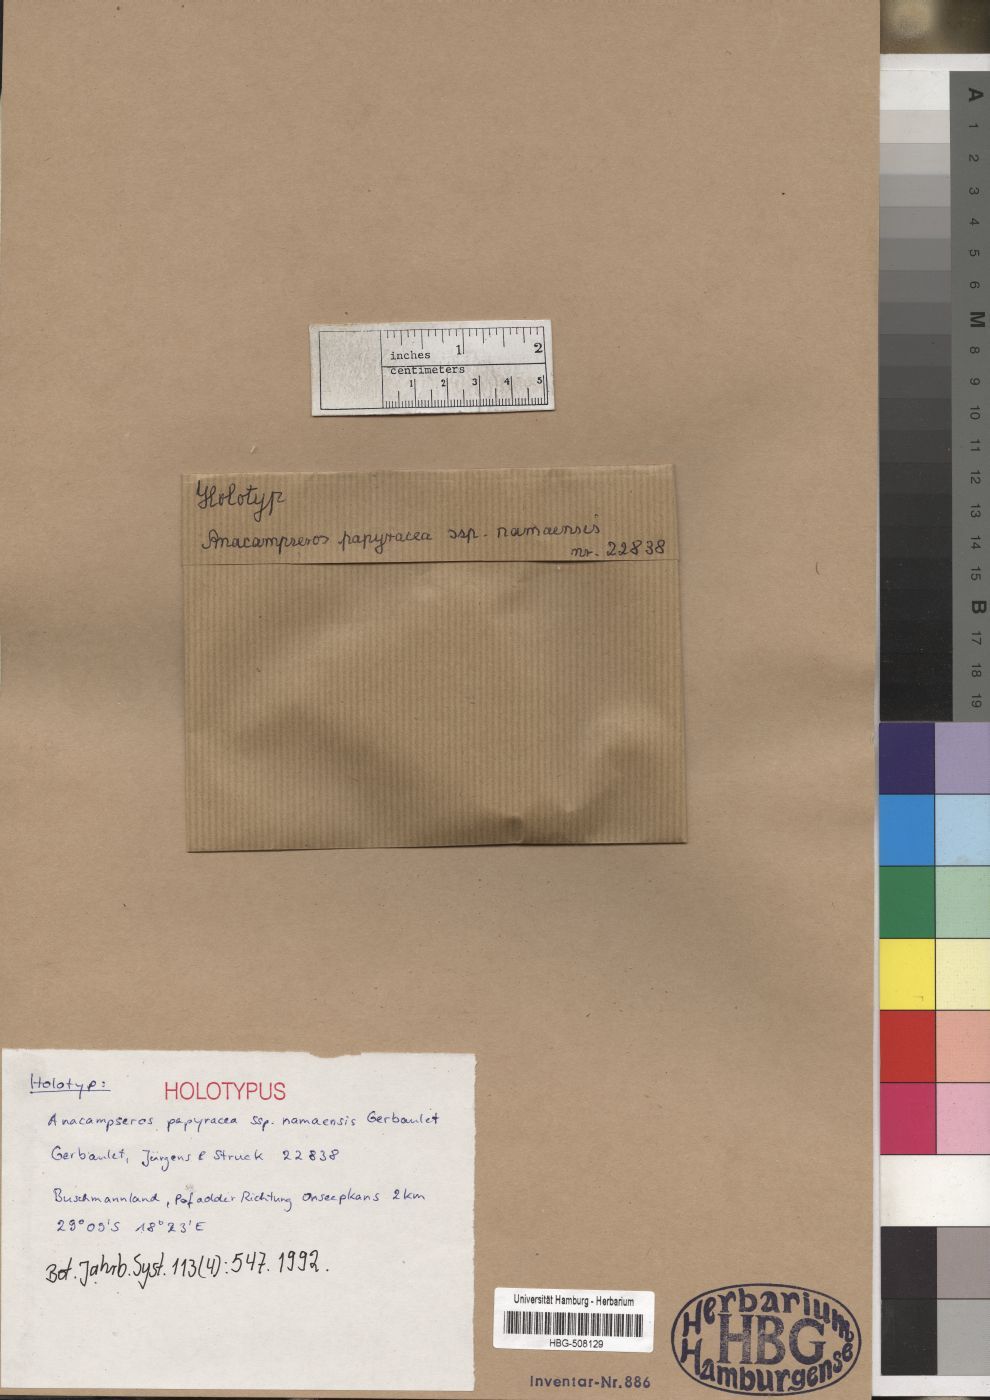 inches 1 2
centimeters
1 2 3 4 5
Holotyp
Anacampseros papyracea ssp. namaensis
nr. 22838
Holotyp:
HOLOTYPUS
Anacampseros papyracea ssp. namaensis Gerbaulet
Gerbaulet, Jürgens & Struck 22838
Buschmannland, Pofadder Richtung Onseepkans 2km
29°09'S 18°23'E
Bot. Jahrb. Syst. 113(4): 547. 1992.
Universität Hamburg - Herbarium
HBG-508129
Inventar-Nr. 886
Herbarium
HBG
Hamburgense
A
1
2
3
4
5
6
M
8
9
10
11
12
13
14
15
B
17
18
19